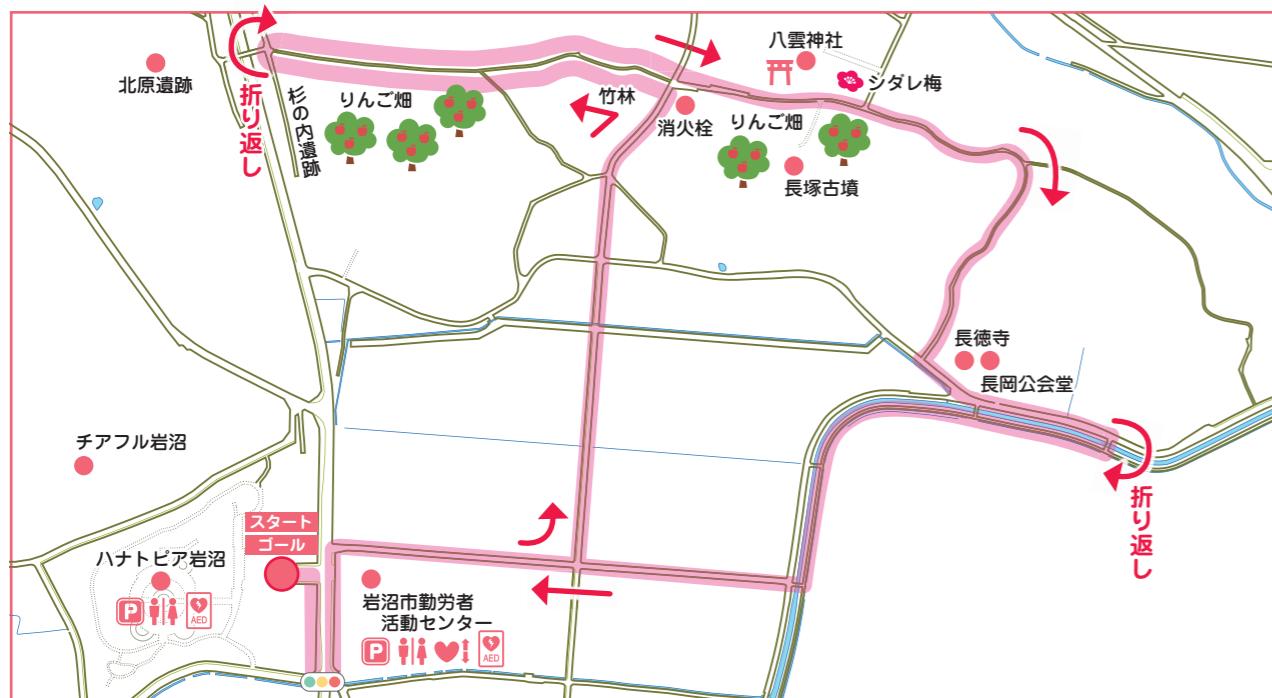 八雲神社
北原遺跡
シダレ梅
折り返し
杉の内遺跡
りんご畑
竹林
消火栓
りんご畑
長塚古墳
長徳寺
長岡公会堂
チアフル岩沼
折り返し
スタート
ゴール
ハナトピア岩沼
P
AED
岩沼市勤労者
活動センター
P
AED